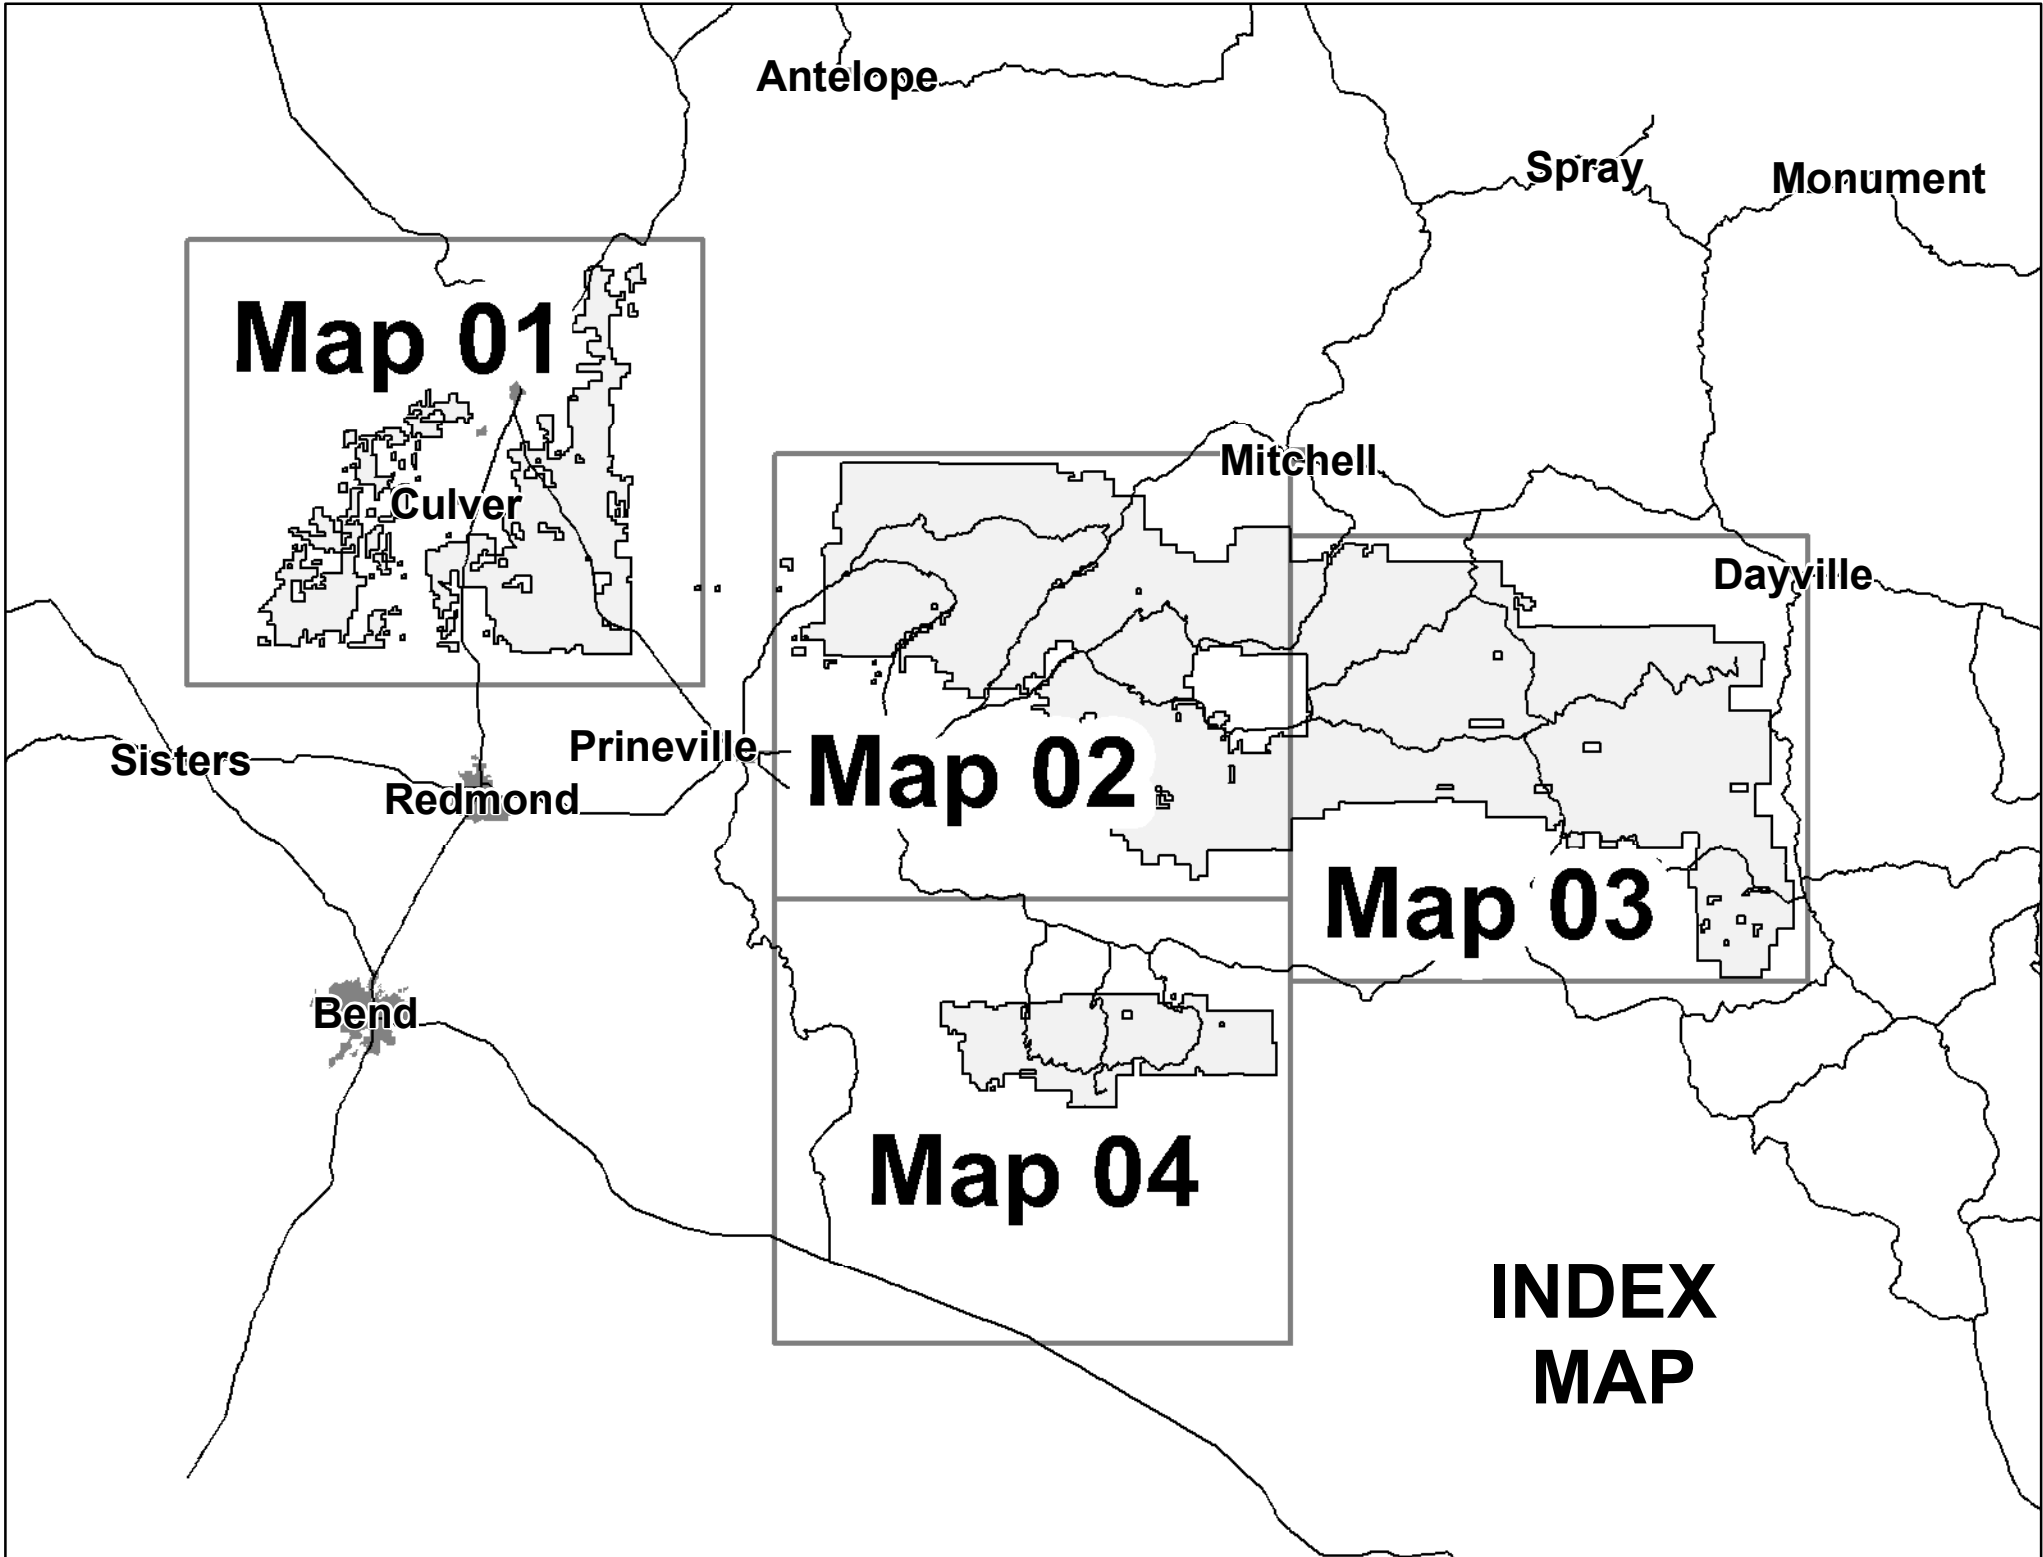 Antelope
Spray
Monument
Map 01
Mitchell
Culver
Dayville
Prineville
Sisters
Map 02
Redmond
Map 03
Bend
Map 04
INDEX
MAP